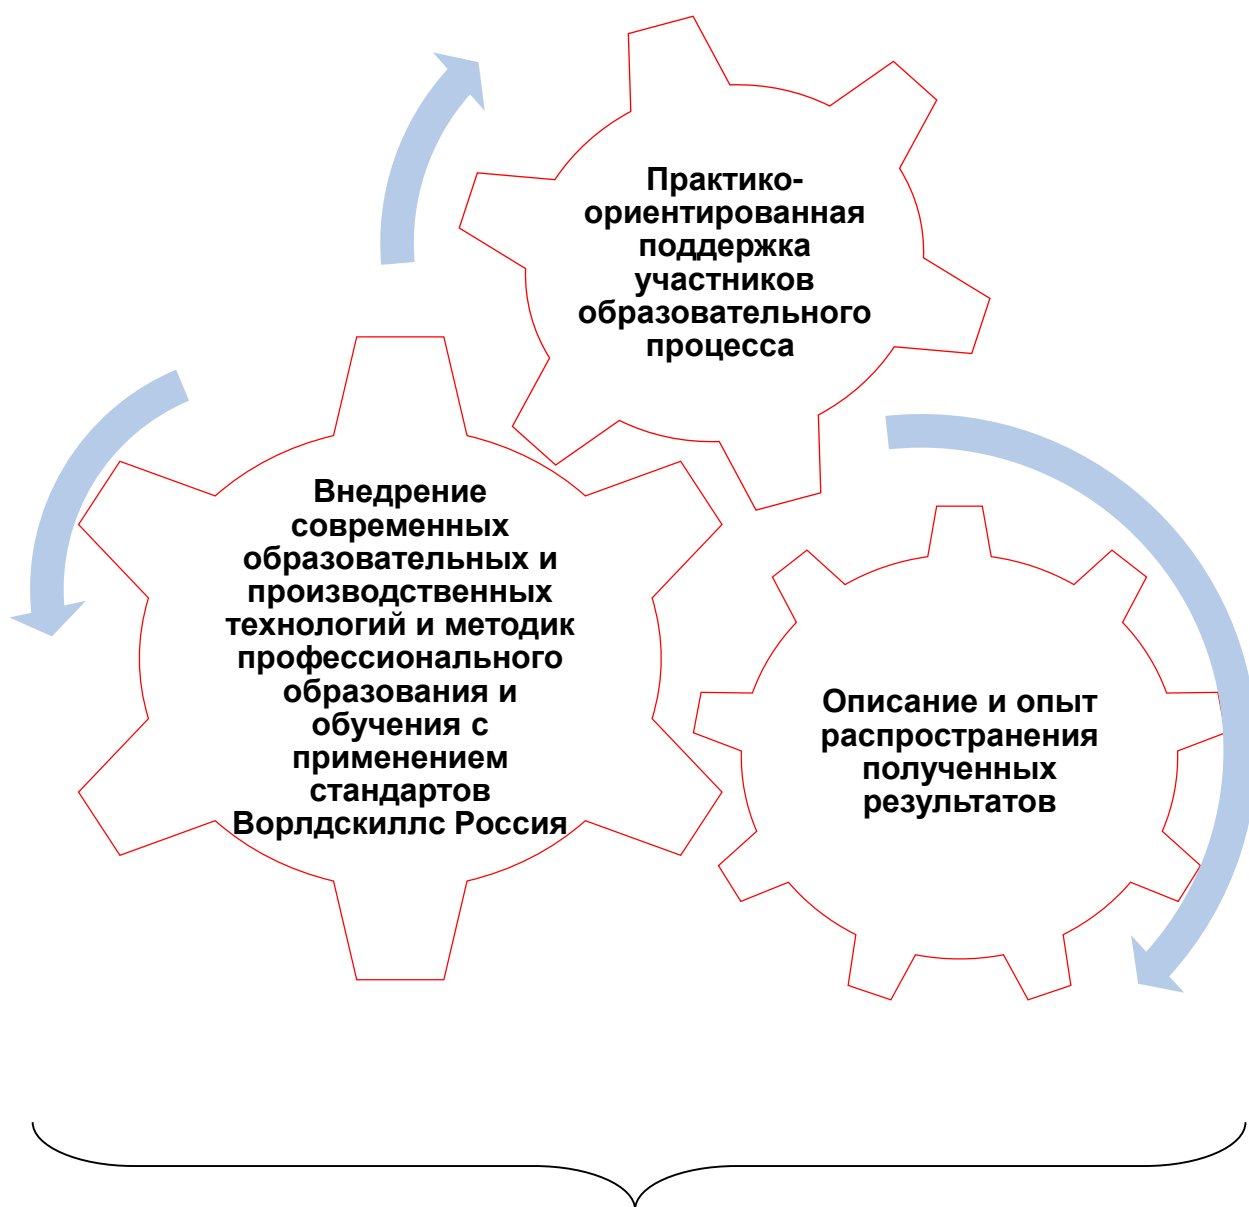 Практико-
ориентированная
поддержка
участников
образовательного
процесса
Внедрение
современных
образовательных и
производственных
технологий и методик
профессионального
образования и
обучения с
применением
стандартов
Ворлдскиллс Россия
Описание и опыт
распространения
полученных
результатов